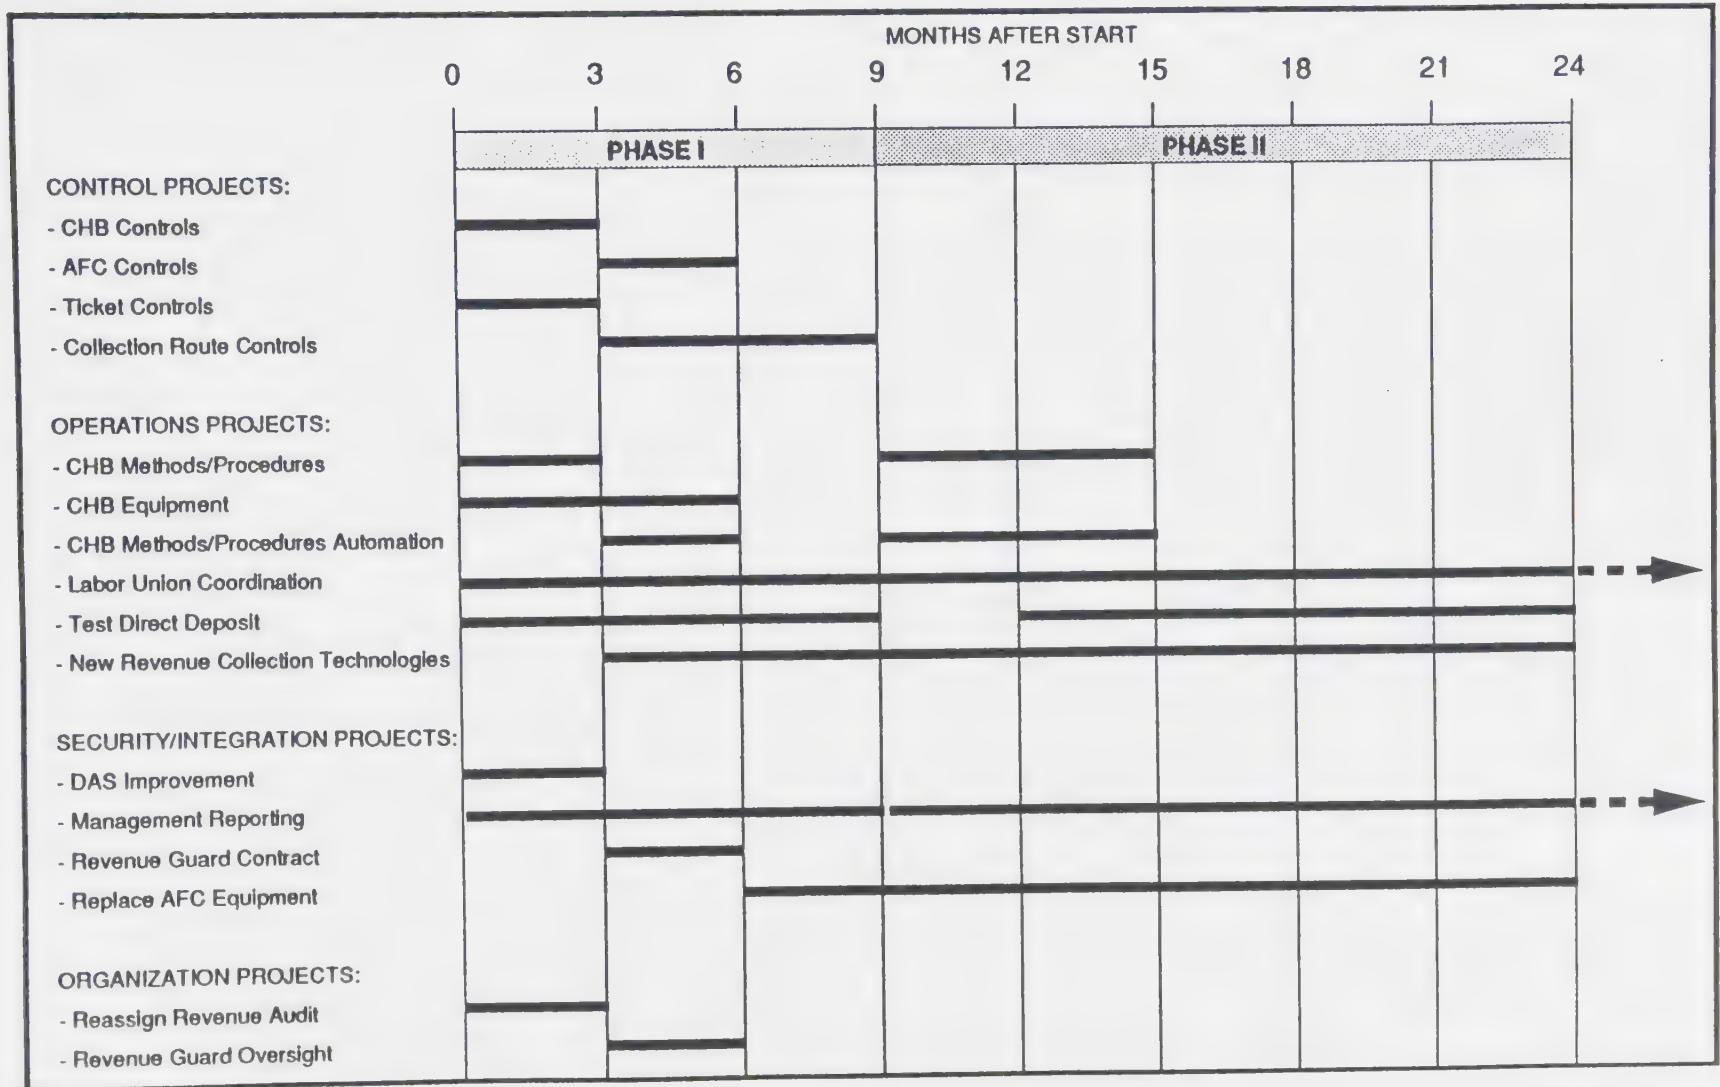 MONTHS AFTER START
0 3 6 9 12 15 18 21 24
PHASE I PHASE II
CONTROL PROJECTS:
- CHB Controls
- AFC Controls
- Ticket Controls
- Collection Route Controls
OPERATIONS PROJECTS:
- CHB Methods/Procedures
- CHB Equipment
- CHB Methods/Procedures Automation
- Labor Union Coordination
- Test Direct Deposit
- New Revenue Collection Technologies
SECURITY/INTEGRATION PROJECTS:
- DAS Improvement
- Management Reporting
- Revenue Guard Contract
- Replace AFC Equipment
ORGANIZATION PROJECTS:
- Reassign Revenue Audit
- Revenue Guard Oversight